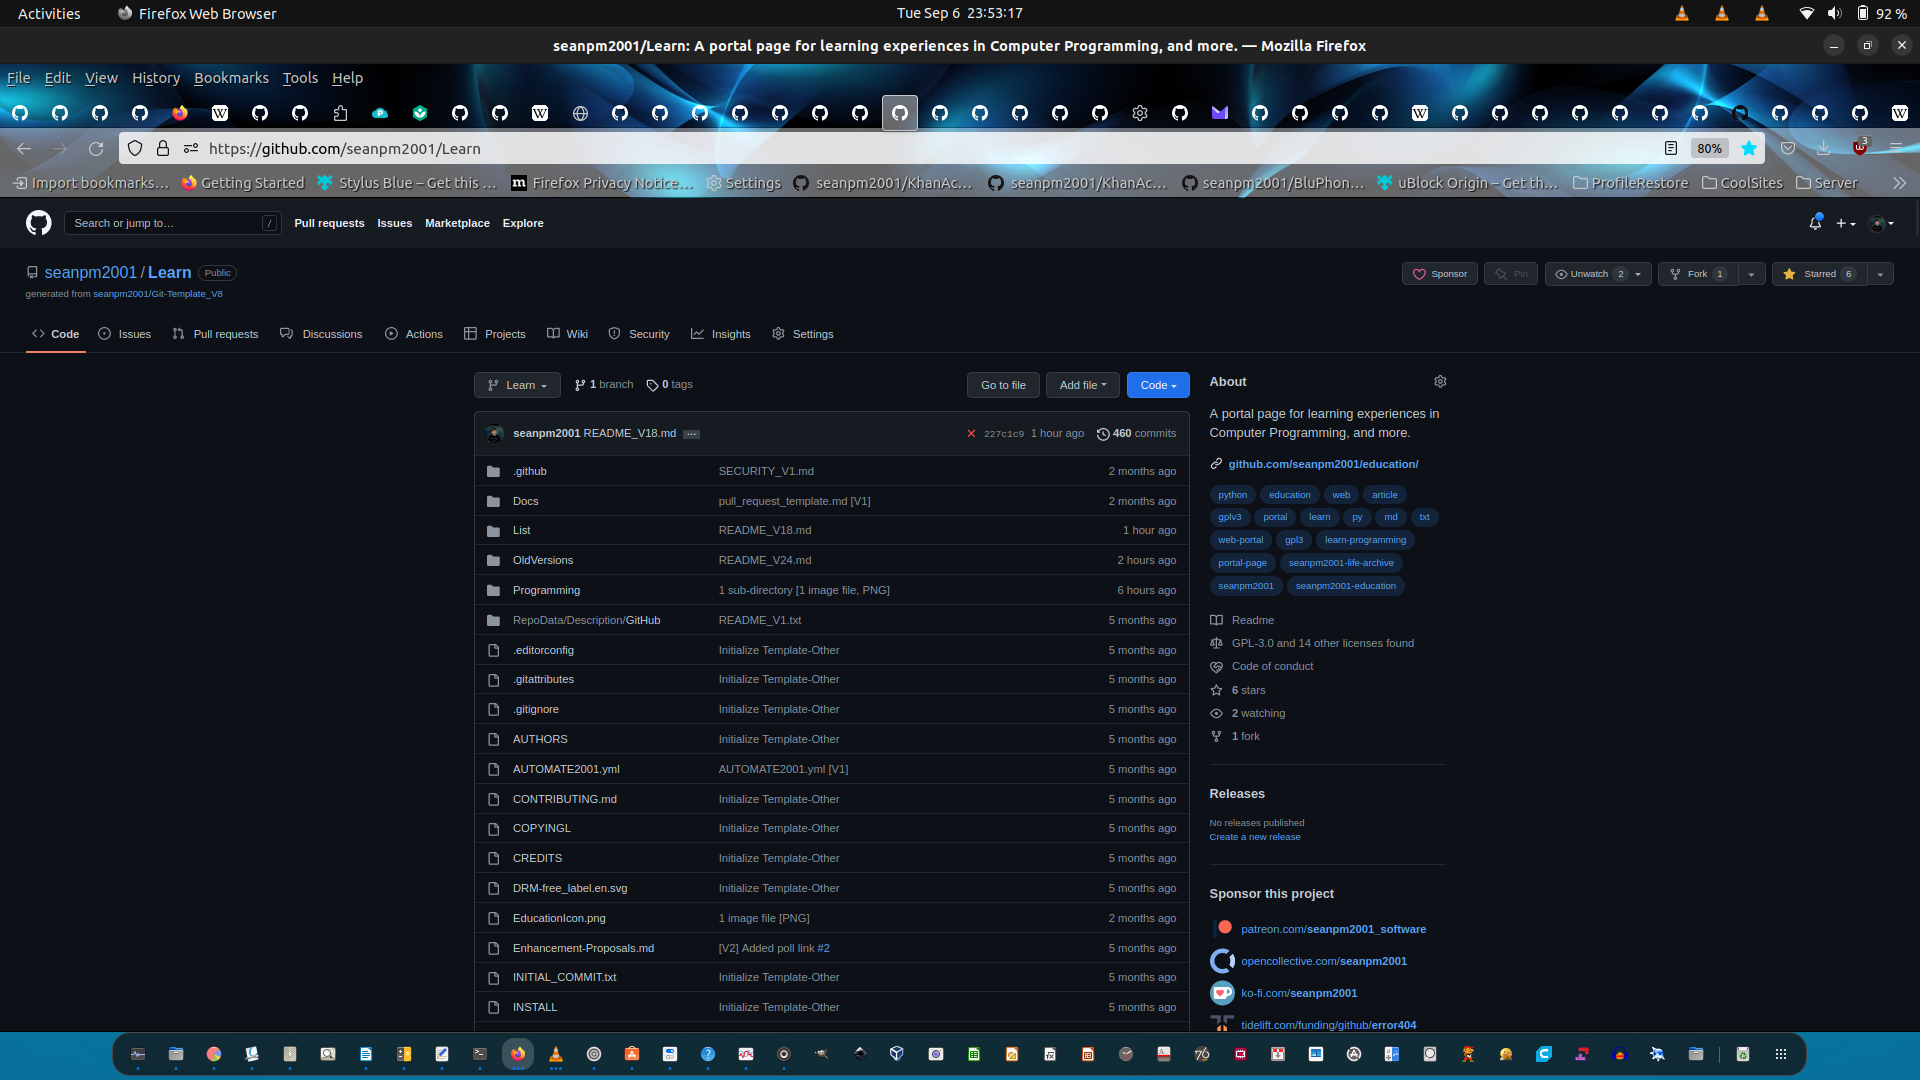 Activities Firefox Web Browser Tue Sep 6 23:53:17 92 %
seanpm2001/Learn: A portal page for learning experiences in Computer Programming, and more. — Mozilla Firefox
File Edit View History Bookmarks Tools Help
https://github.com/seanpm2001/Learn 80% 3
Import bookmarks… Getting Started Stylus Blue – Get this … Firefox Privacy Notice… Settings seanpm2001/KhanAc… seanpm2001/KhanAc… seanpm2001/BluPhon… uBlock Origin – Get th… ProfileRestore CoolSites Server
Search or jump to… / Pull requests Issues Marketplace Explore
seanpm2001 / Learn Public
generated from seanpm2001/Git-Template_V8
Sponsor Pin Unwatch 2 Fork 1 Starred 6
Code Issues Pull requests Discussions Actions Projects Wiki Security Insights Settings
Learn 1 branch 0 tags Go to file Add file Code
seanpm2001 README_V18.md ... 227c1c9 1 hour ago 460 commits
.github SECURITY_V1.md 2 months ago
Docs pull_request_template.md [V1] 2 months ago
List README_V18.md 1 hour ago
OldVersions README_V24.md 2 hours ago
Programming 1 sub-directory [1 image file, PNG] 6 hours ago
RepoData/Description/GitHub README_V1.txt 5 months ago
.editorconfig Initialize Template-Other 5 months ago
.gitattributes Initialize Template-Other 5 months ago
.gitignore Initialize Template-Other 5 months ago
AUTHORS Initialize Template-Other 5 months ago
AUTOMATE2001.yml AUTOMATE2001.yml [V1] 5 months ago
CONTRIBUTING.md Initialize Template-Other 5 months ago
COPYINGL Initialize Template-Other 5 months ago
CREDITS Initialize Template-Other 5 months ago
DRM-free_label.en.svg Initialize Template-Other 5 months ago
EducationIcon.png 1 image file [PNG] 2 months ago
Enhancement-Proposals.md [V2] Added poll link #2 5 months ago
INITIAL_COMMIT.txt Initialize Template-Other 5 months ago
INSTALL Initialize Template-Other 5 months ago
About
A portal page for learning experiences in
Computer Programming, and more.
github.com/seanpm2001/education/
python education web article
gplv3 portal learn py md txt
web-portal gpl3 learn-programming
portal-page seanpm2001-life-archive
seanpm2001 seanpm2001-education
Readme
GPL-3.0 and 14 other licenses found
Code of conduct
6 stars
2 watching
1 fork
Releases
No releases published
Create a new release
Sponsor this project
patreon.com/seanpm2001_software
opencollective.com/seanpm2001
ko-fi.com/seanpm2001
tidelift.com/funding/github/error404